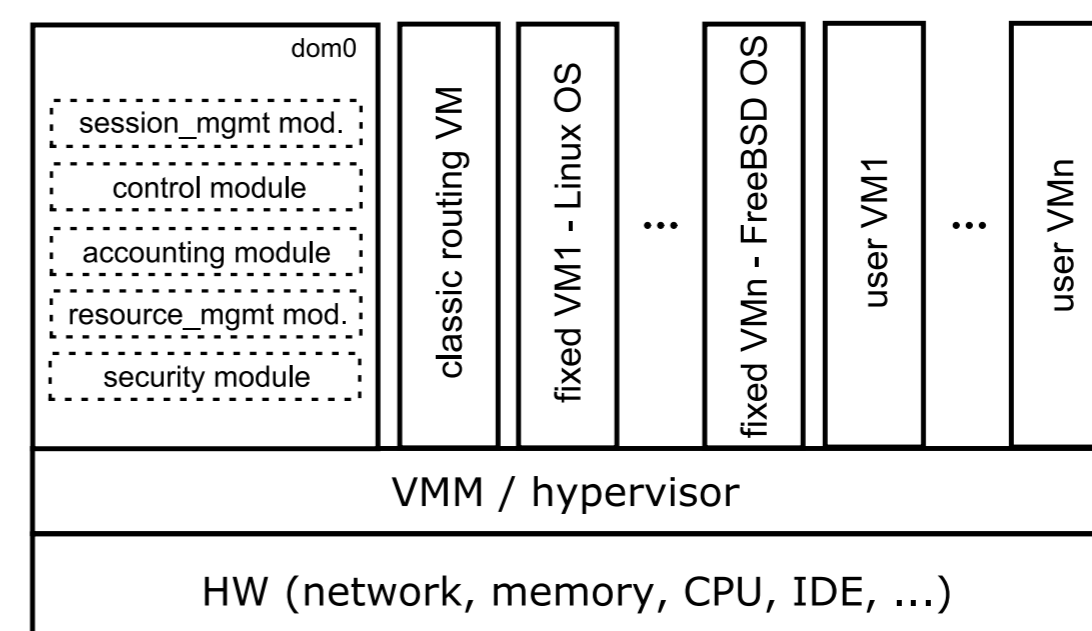 dom0
session_mgmt mod.
control module
accounting module
resource_mgmt mod.
security module
classic routing VM
fixed VM1 - Linux OS
...
fixed VMn - FreeBSD OS
user VM1
...
user VMn
VMM / hypervisor
HW (network, memory, CPU, IDE, ...)